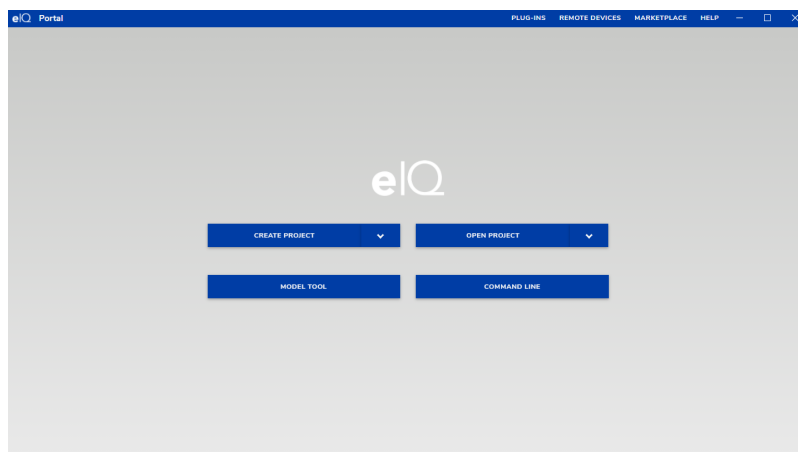 eIQ Portal PLUG-INS REMOTE DEVICES MARKETPLACE HELP
eIQ
CREATE PROJECT OPEN PROJECT
MODEL TOOL COMMAND LINE